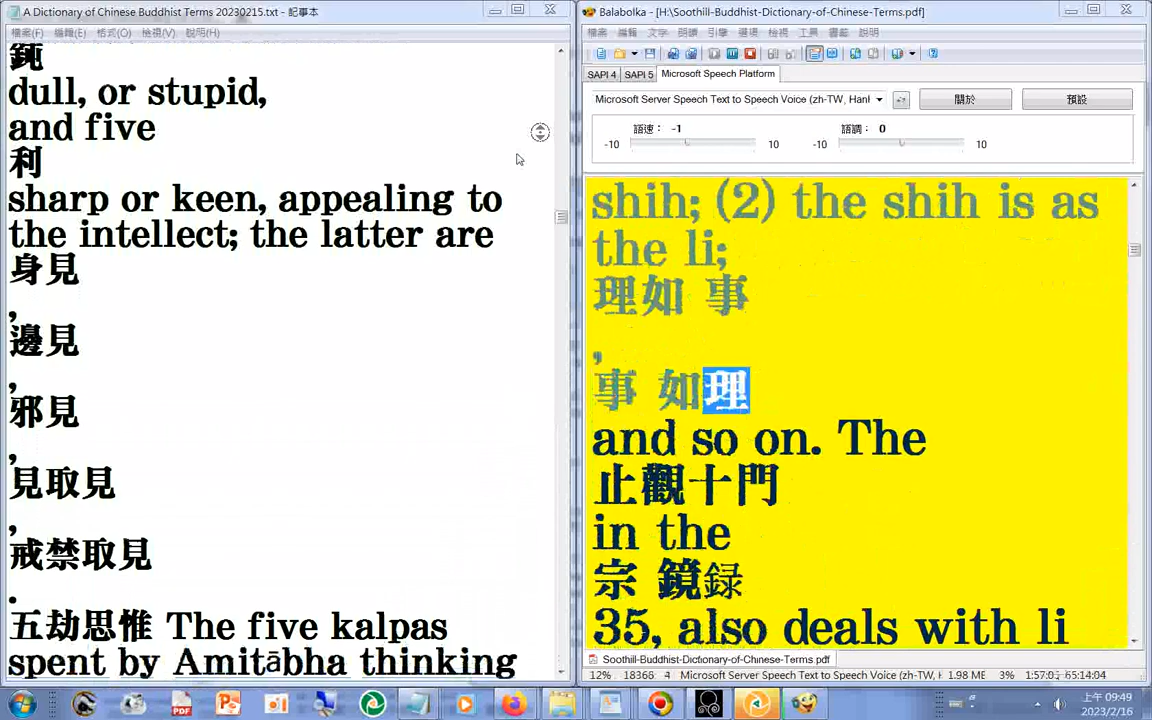 A Dictionary of Chinese Buddhist Terms 20230215.txt - 記事本
檔案(F) 編輯(E) 格式(O) 檢視(V) 說明(H)
鈍
dull, or stupid,
and five
利
sharp or keen, appealing to
the intellect; the latter are
身見
,
邊見
,
邪見
,
見取見
,
戒禁取見
.
五劫思惟 The five kalpas
spent by Amitābha thinking
Balabolka - [H:\Soothill-Buddhist-Dictionary-of-Chinese-Terms.pdf]
檔案 編輯 文字 朗讀 引擎 選項 檢視 工具 書籤 說明
SAPI 4 SAPI 5 Microsoft Speech Platform
Microsoft Server Speech Text to Speech Voice (zh-TW, Hanl
關於 預設
語速： -1 語調： 0
-10 10 -10 10
shih; (2) the shih is as
the li;
理如 事
,
事 如理
and so on. The
止觀十門
in the
宗 鏡録
35, also deals with li
Soothill-Buddhist-Dictionary-of-Chinese-Terms.pdf
12% 18368 4 Microsoft Server Speech Text to Speech Voice (zh-TW, H 1.98 ME 3%
上午 09:49
2023/2/16